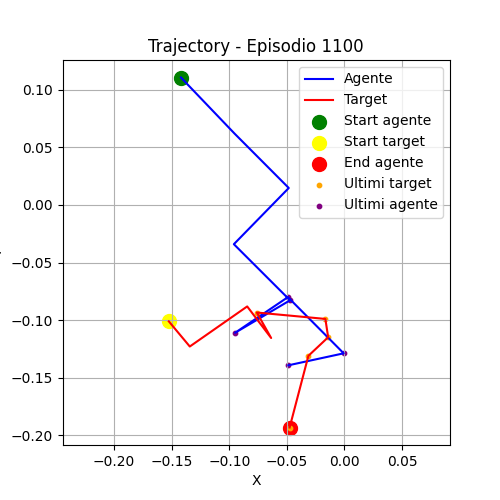 Trajectory - Episodio 1100
Agente
Target
Start agente
Start target
End agente
Ultimi target
Ultimi agente
0.10
0.05
0.00
−0.05
−0.10
−0.15
−0.20
−0.20
−0.15
−0.10
−0.05
0.00
0.05
X